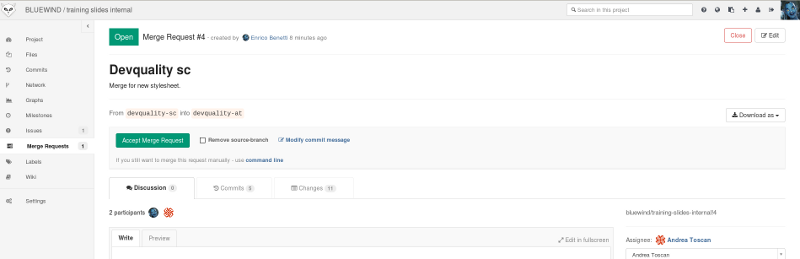 BLUEWIND / training slides internal
Search in this project
Project
Files
Commits
Network
Graphs
Milestones
Issues 1
Merge Requests 1
Labels
Wiki
Settings
Open Merge Request #4 · created by Enrico Benetti 8 minutes ago
Close
Edit
Devquality sc
Merge for new stylesheet.
From devquality-sc into devquality-at
Download as
Accept Merge Request
Remove source-branch
Modify commit message
If you still want to merge this request manually - use command line
Discussion 0
Commits
Changes 11
2 participants
bluewind/training-slides-internal!4
Write
Preview
Edit in fullscreen
Assignee: Andrea Toscan
Andrea Toscan